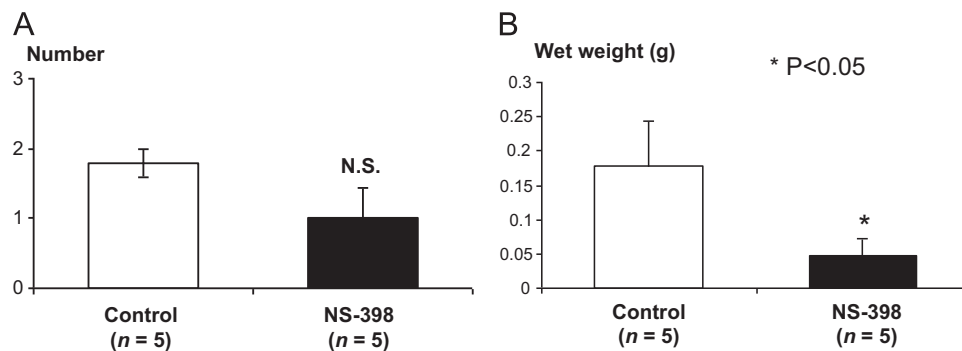 A
Number
3
2
1
0
N.S.
Control
(n = 5)
NS-398
(n = 5)
B
Wet weight (g)
* P<0.05
0.3
0.25
0.2
0.15
0.1
0.05
0
*
Control
(n = 5)
NS-398
(n = 5)